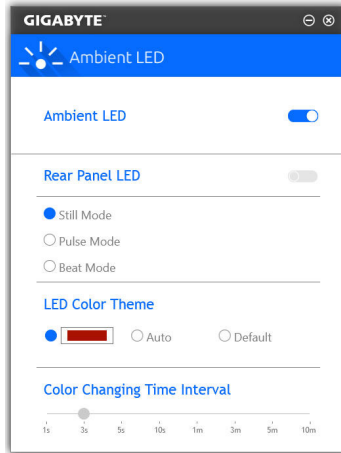 GIGABYTE™
Ambient LED
Ambient LED
Rear Panel LED
Still Mode
Pulse Mode
Beat Mode
LED Color Theme
Auto Default
Color Changing Time Interval
1s 3s 5s 10s 1m 3m 5m 10m